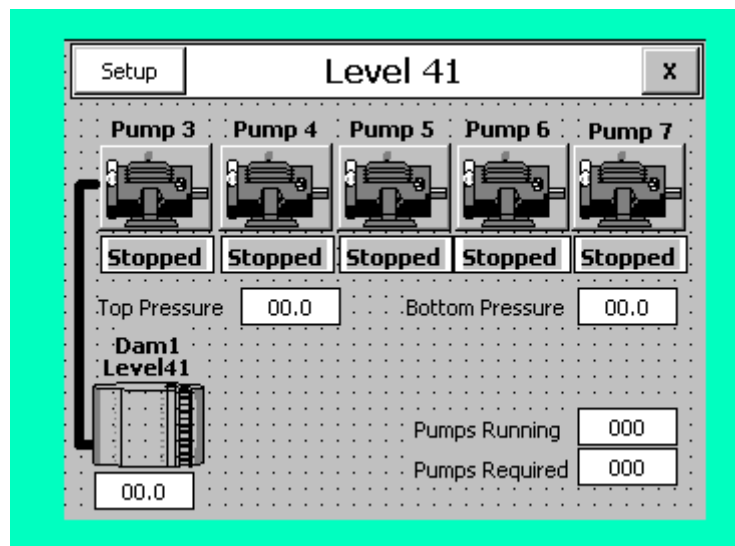 Setup
Level 41
X
Pump 3 Pump 4 Pump 5 Pump 6 Pump 7
Stopped Stopped Stopped Stopped Stopped
Top Pressure 00.0 Bottom Pressure 00.0
Dam1
Level41
Pumps Running 000
Pumps Required 000
00.0